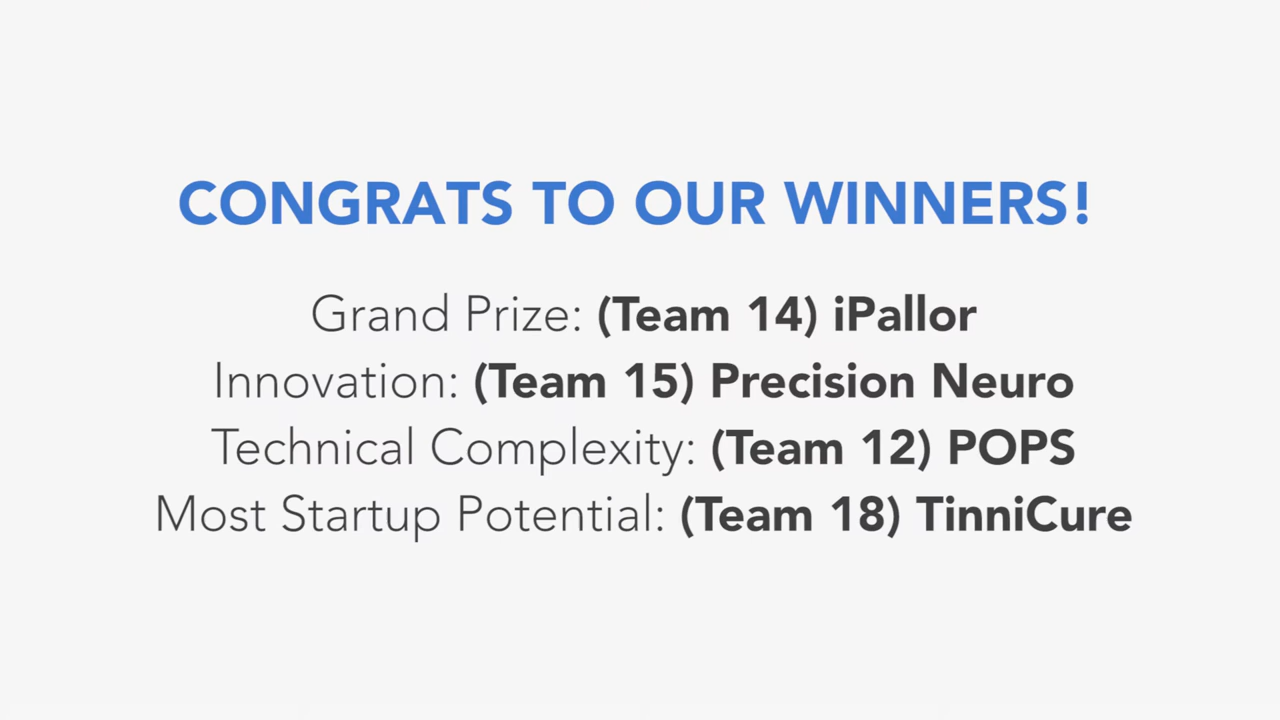 CONGRATS TO OUR WINNERS!
Grand Prize: (Team 14) iPallor
Innovation: (Team 15) Precision Neuro
Technical Complexity: (Team 12) POPS
Most Startup Potential: (Team 18) TinniCure